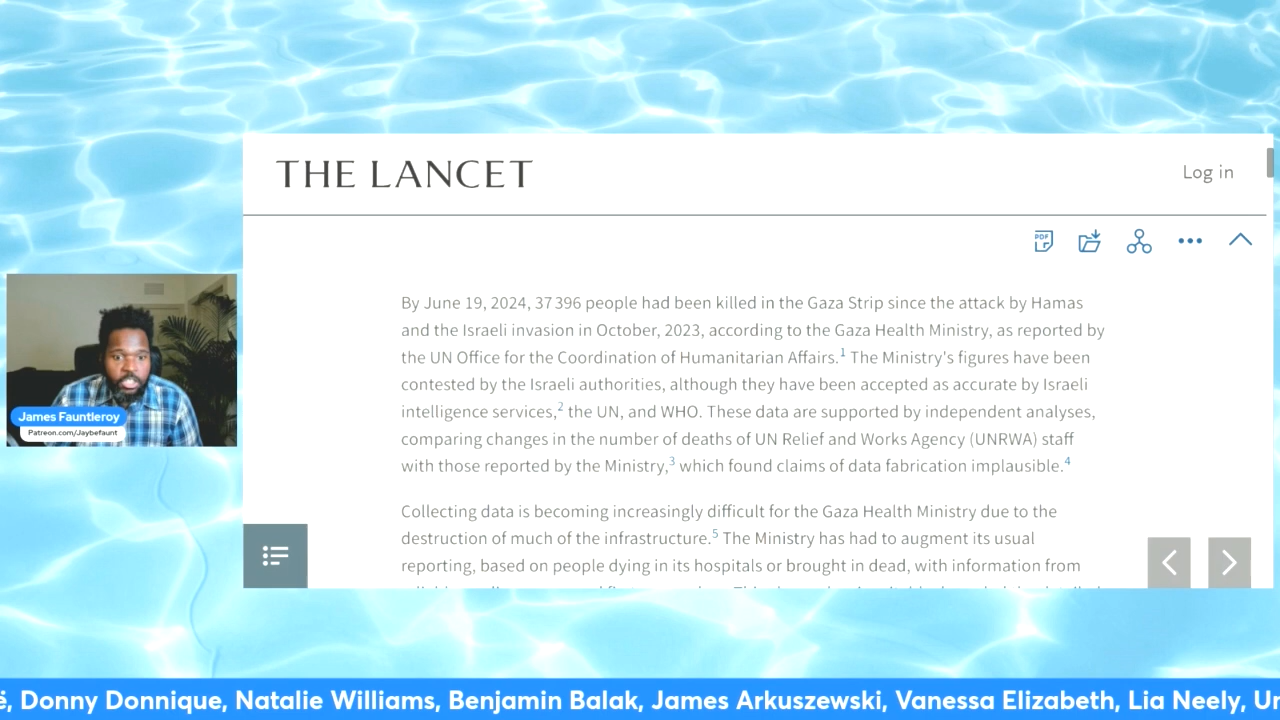 THE LANCET
Log in
PDF
By June 19, 2024, 37 396 people had been killed in the Gaza Strip since the attack by Hamas
and the Israeli invasion in October, 2023, according to the Gaza Health Ministry, as reported by
the UN Office for the Coordination of Humanitarian Affairs.1 The Ministry's figures have been
contested by the Israeli authorities, although they have been accepted as accurate by Israeli
intelligence services,2 the UN, and WHO. These data are supported by independent analyses,
comparing changes in the number of deaths of UN Relief and Works Agency (UNRWA) staff
with those reported by the Ministry,3 which found claims of data fabrication implausible.4
Collecting data is becoming increasingly difficult for the Gaza Health Ministry due to the
destruction of much of the infrastructure.5 The Ministry has had to augment its usual
reporting, based on people dying in its hospitals or brought in dead, with information from
James Fauntleroy
Patreon.com/Jaybefaunt
ë, Donny Donnique, Natalie Williams, Benjamin Balak, James Arkuszewski, Vanessa Elizabeth, Lia Neely, Ur